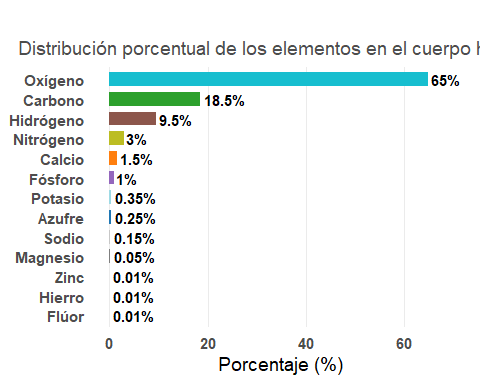 Distribución porcentual de los elementos en el cuerpo
Oxígeno 65%
Carbono 18.5%
Hidrógeno 9.5%
Nitrógeno 3%
Calcio 1.5%
Fósforo 1%
Potasio 0.35%
Azufre 0.25%
Sodio 0.15%
Magnesio 0.05%
Zinc 0.01%
Hierro 0.01%
Flúor 0.01%
0 20 40 60
Porcentaje (%)